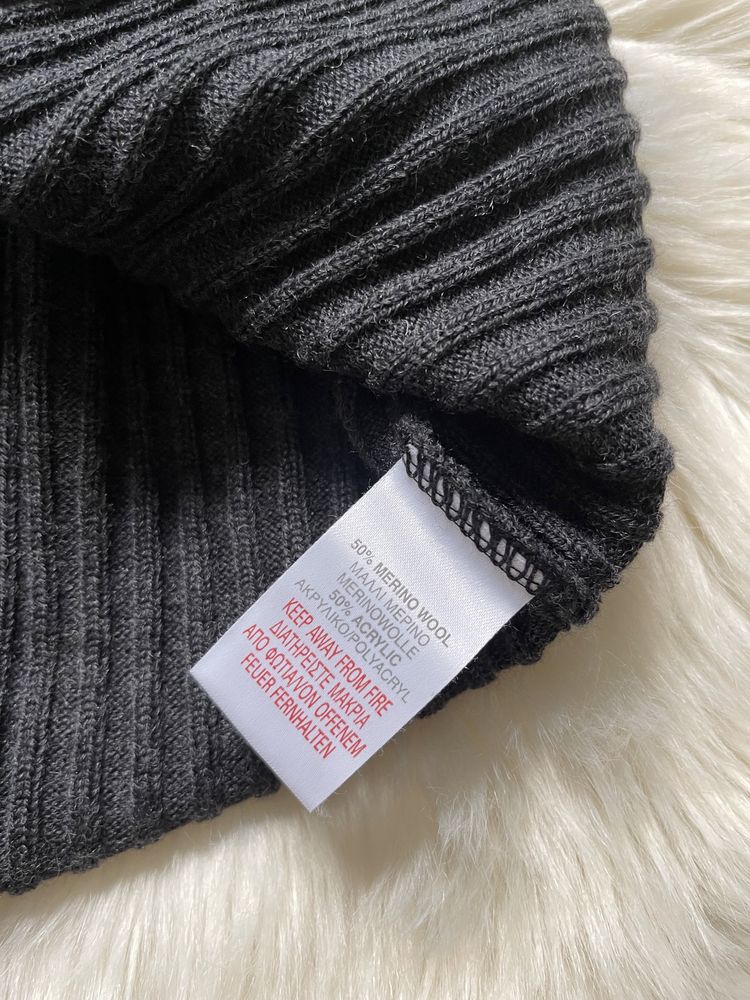 50% MERINO WOOL
ΜΑΛΛΙ ΜΕΡΙΝΟ
MERINOWOLLE
50% ACRYLIC
ΑΚΡΥΛΙΚΟ/POLYACRYL
KEEP AWAY FROM FIRE
ΔΙΑΤΗΡΕΙΣΤΕ ΜΑΚΡΙΑ
ΑΠΟ ΦΩΤΙΑ/VON OFFENEM
FEUER FERNHALTEN